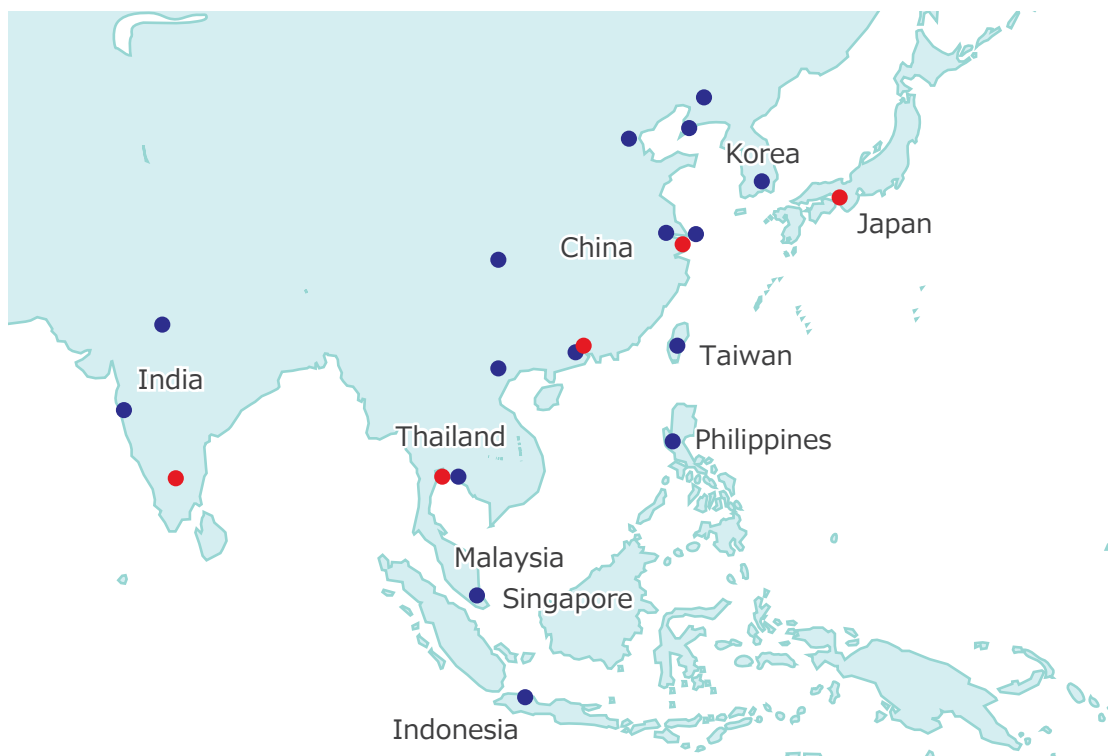 Korea
Japan
China
Taiwan
India
Thailand
Philippines
Malaysia
Singapore
Indonesia